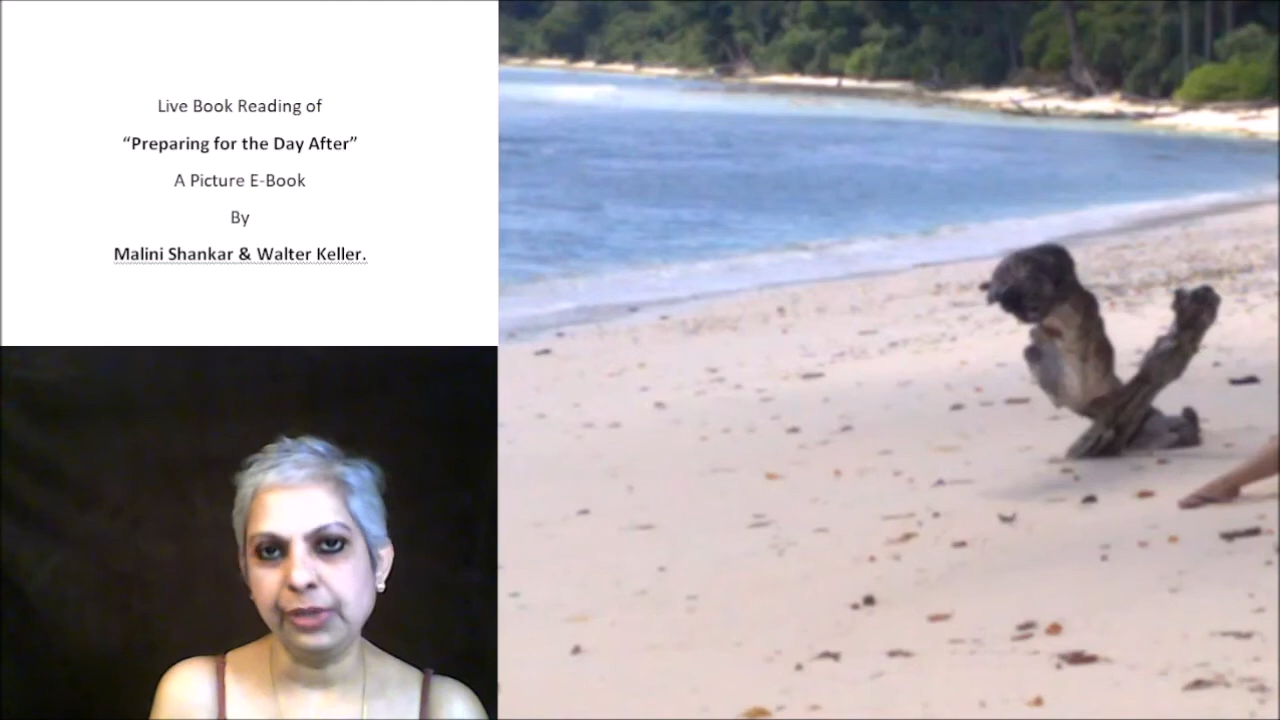 Live Book Reading of
“Preparing for the Day After”
A Picture E-Book
By
Malini Shankar & Walter Keller.